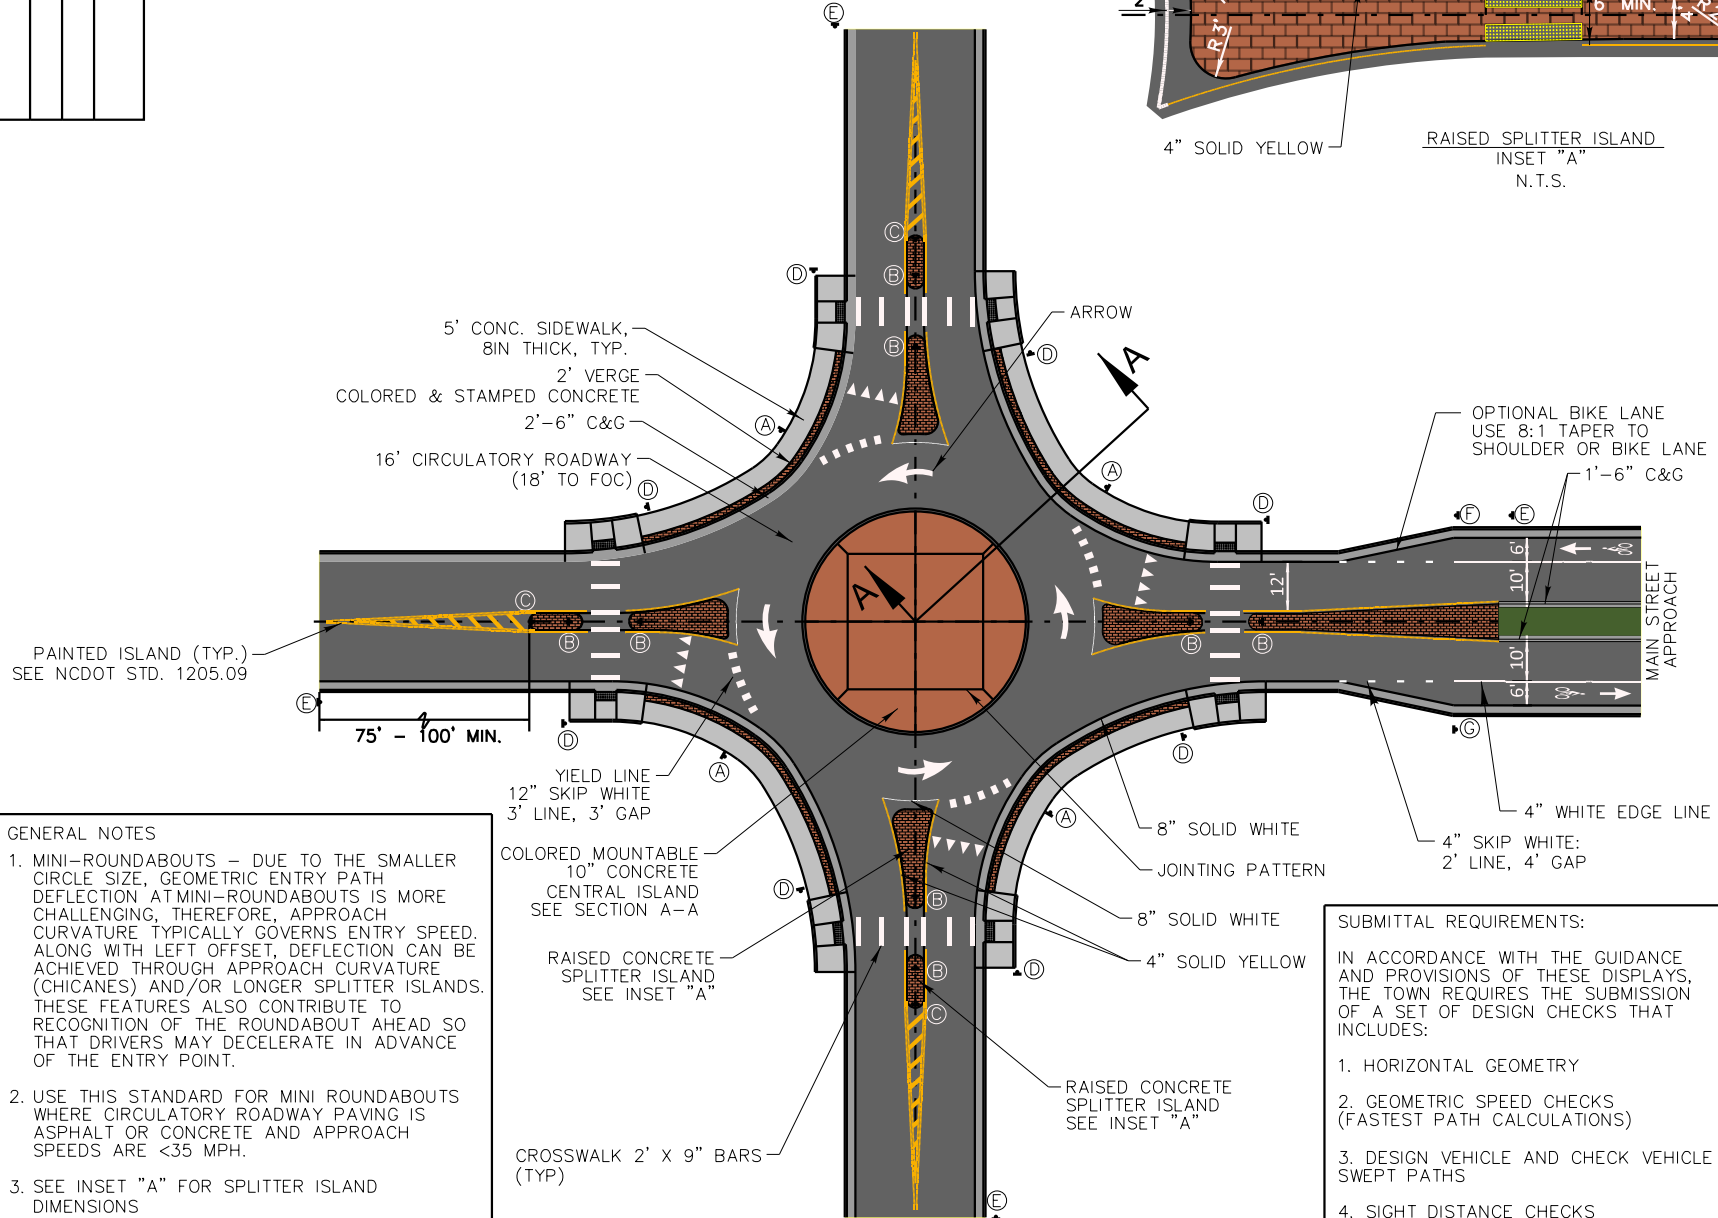 E
2'
R 3'
6' MIN.
4" SOLID YELLOW
RAISED SPLITTER ISLAND
INSET "A"
N.T.S.
C
D
B
ARROW
5' CONC. SIDEWALK,
8IN THICK, TYP.
B
D
A
2' VERGE
COLORED & STAMPED CONCRETE
2'-6" C&G
A
16' CIRCULATORY ROADWAY
(18' TO FOC)
D
A
D
OPTIONAL BIKE LANE
USE 8:1 TAPER TO
SHOULDER OR BIKE LANE
1'-6" C&G
F
E
6'
10'
12'
10'
6'
MAIN STREET
APPROACH
A
C
B
B
B
B
PAINTED ISLAND (TYP.)
SEE NCDOT STD. 1205.09
E
75' - 100' MIN.
D
A
D
G
YIELD LINE
12" SKIP WHITE
3' LINE, 3' GAP
A
4" WHITE EDGE LINE
8" SOLID WHITE
4" SKIP WHITE:
2' LINE, 4' GAP
COLORED MOUNTABLE
10" CONCRETE
CENTRAL ISLAND
SEE SECTION A-A
JOINTING PATTERN
D
B
8" SOLID WHITE
RAISED CONCRETE
SPLITTER ISLAND
SEE INSET "A"
4" SOLID YELLOW
B
D
C
RAISED CONCRETE
SPLITTER ISLAND
SEE INSET "A"
CROSSWALK 2' X 9" BARS
(TYP)
E
GENERAL NOTES
1. MINI-ROUNDABOUTS - DUE TO THE SMALLER
CIRCLE SIZE, GEOMETRIC ENTRY PATH
DEFLECTION AT MINI-ROUNDABOUTS IS MORE
CHALLENGING, THEREFORE, APPROACH
CURVATURE TYPICALLY GOVERNS ENTRY SPEED.
ALONG WITH LEFT OFFSET, DEFLECTION CAN BE
ACHIEVED THROUGH APPROACH CURVATURE
(CHICANES) AND/OR LONGER SPLITTER ISLANDS.
THESE FEATURES ALSO CONTRIBUTE TO
RECOGNITION OF THE ROUNDABOUT AHEAD SO
THAT DRIVERS MAY DECELERATE IN ADVANCE
OF THE ENTRY POINT.
2. USE THIS STANDARD FOR MINI ROUNDABOUTS
WHERE CIRCULATORY ROADWAY PAVING IS
ASPHALT OR CONCRETE AND APPROACH
SPEEDS ARE <35 MPH.
3. SEE INSET "A" FOR SPLITTER ISLAND
DIMENSIONS
SUBMITTAL REQUIREMENTS:
IN ACCORDANCE WITH THE GUIDANCE
AND PROVISIONS OF THESE DISPLAYS,
THE TOWN REQUIRES THE SUBMISSION
OF A SET OF DESIGN CHECKS THAT
INCLUDES:
1. HORIZONTAL GEOMETRY
2. GEOMETRIC SPEED CHECKS
(FASTEST PATH CALCULATIONS)
3. DESIGN VEHICLE AND CHECK VEHICLE
SWEPT PATHS
4. SIGHT DISTANCE CHECKS